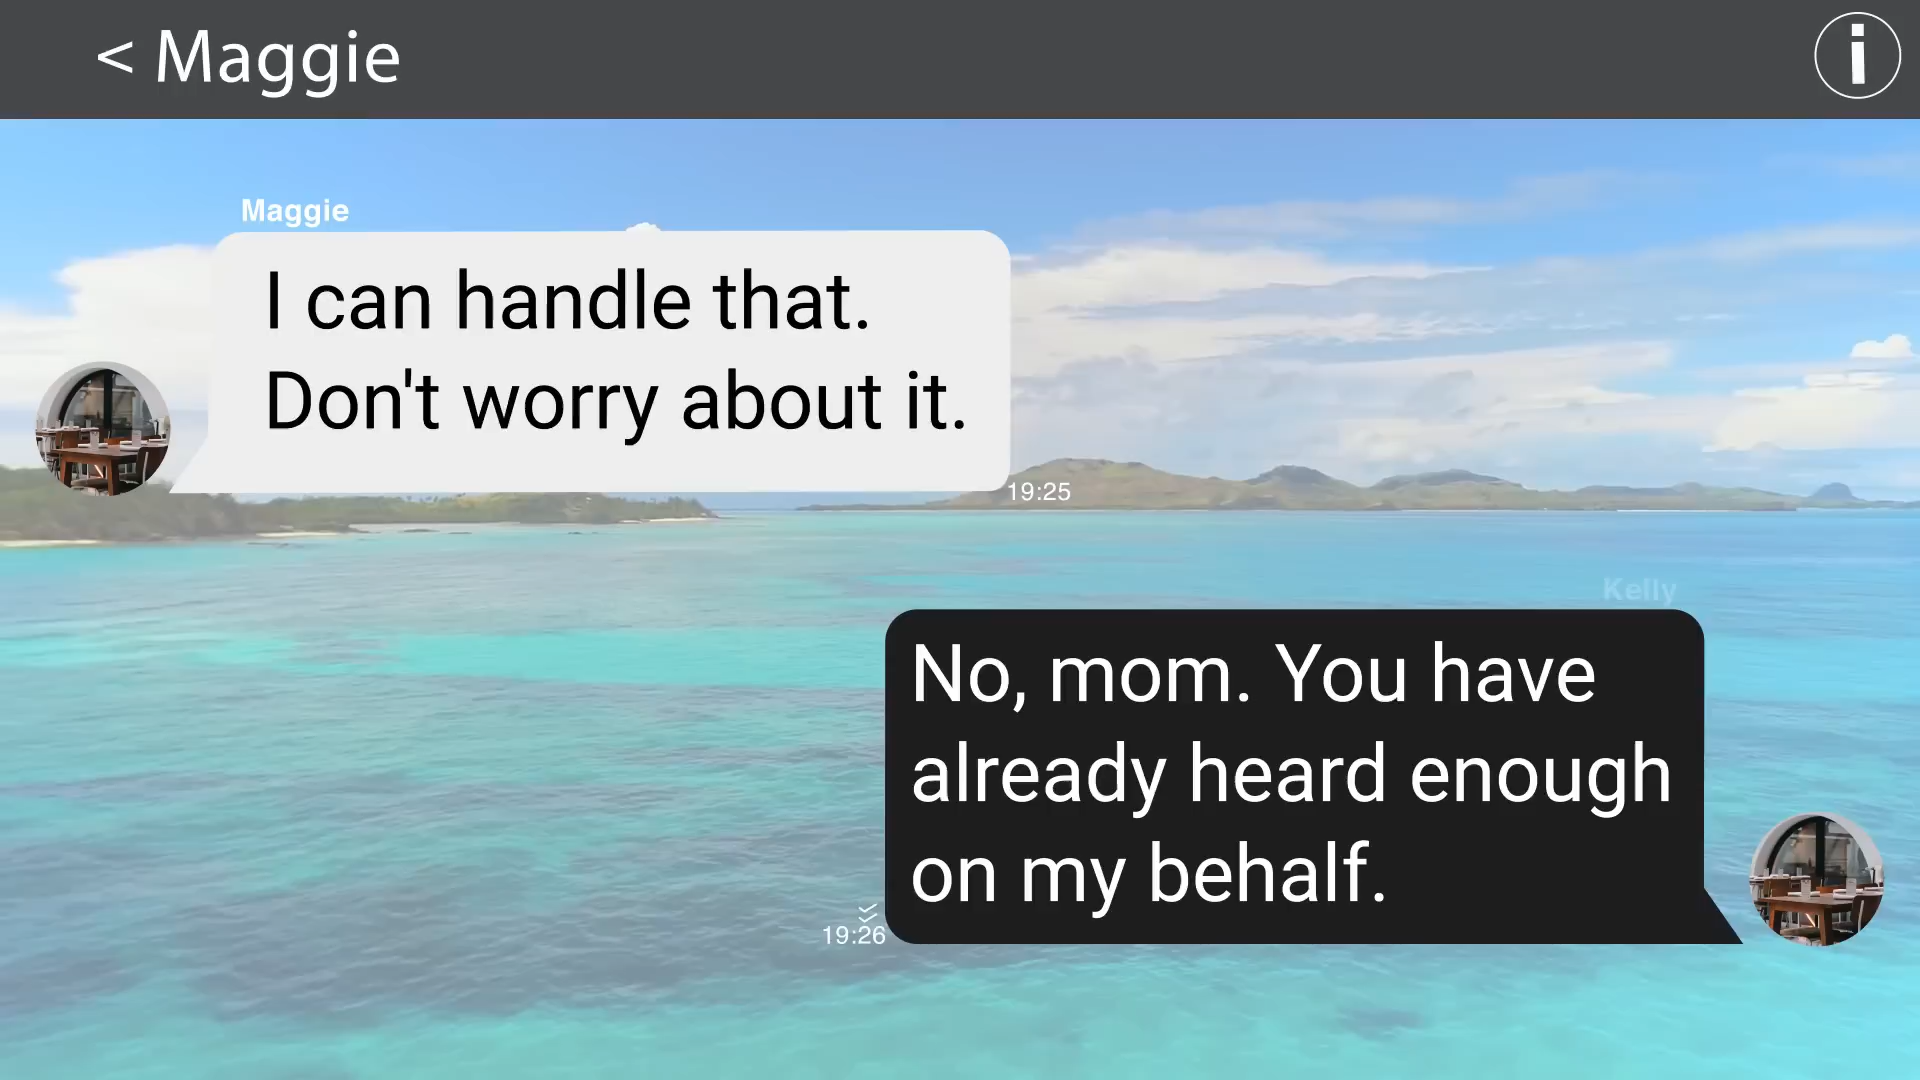 < Maggie
i
Maggie
I can handle that.
Don't worry about it.
19:25
Kelly
No, mom. You have
already heard enough
on my behalf.
19:26